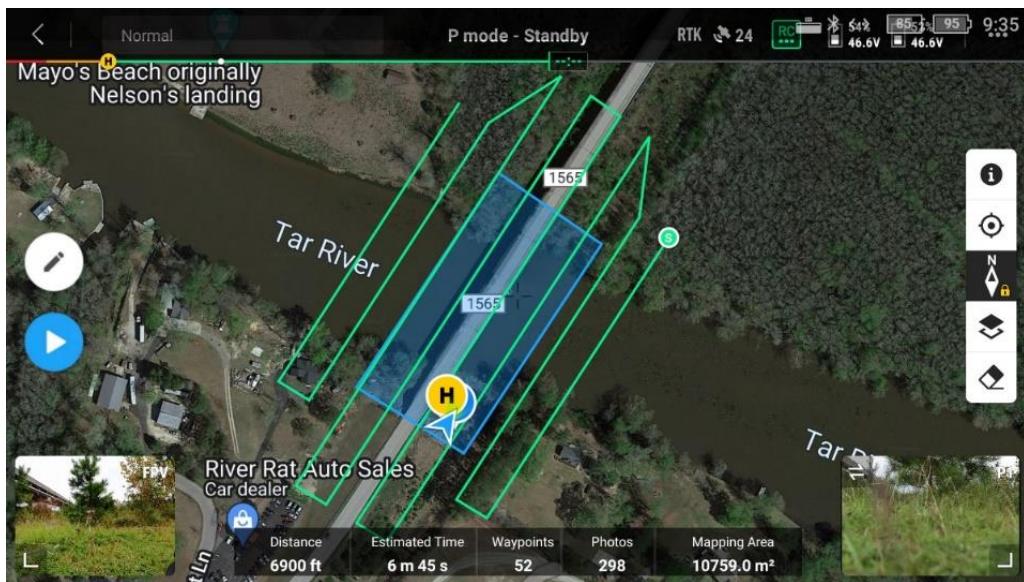 Normal
P mode - Standby
RTK
24
RC
54%
46.6V
85
52%
46.6V
95
9:35
H
Mayo's Beach originally
Nelson's landing
1565
N
Tar River
S
1565
H
FPV
River Rat Auto Sales
Car dealer
Tar
Distance
Estimated Time
Waypoints
Photos
Mapping Area
6900 ft
6 m 45 s
52
298
10759.0 m²